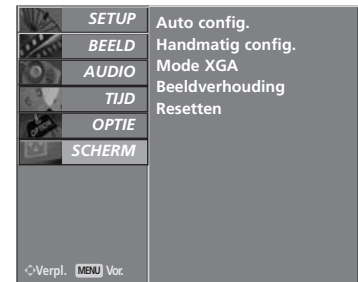 SETUP
BEELD
AUDIO
TIJD
OPTIE
SCHERM
Auto config.
Handmatig config.
Mode XGA
Beeldverhouding
Resetten
Verpl. MENU Vor.